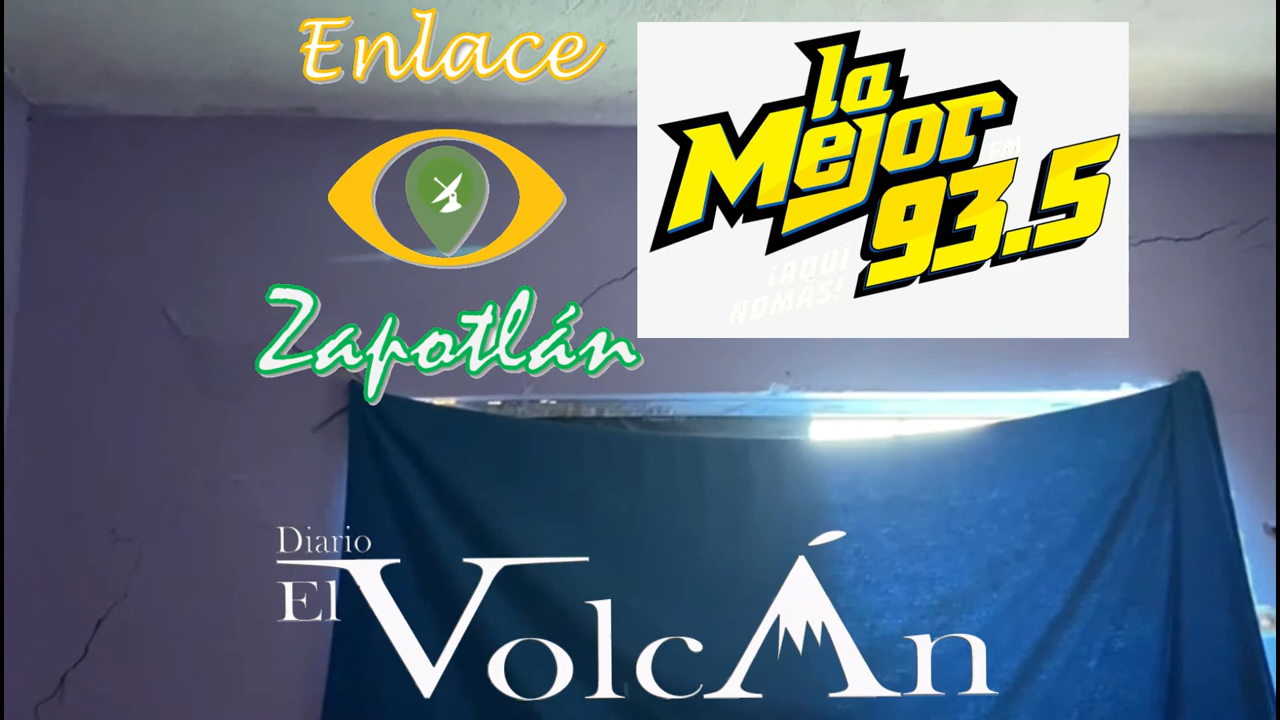 Enlace
Zapotlán
la
Mejor
FM
93.5
¡AQUÍ
NOMÁS!
Diario
El Volcán